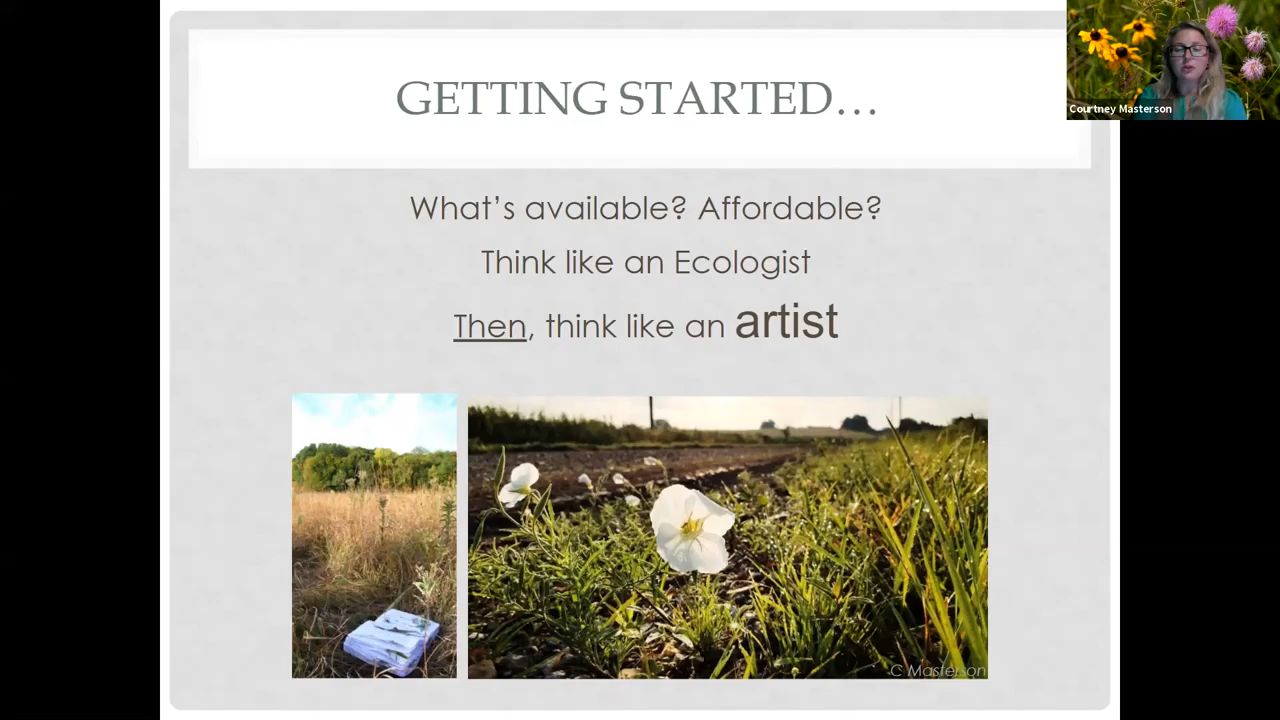 GETTING STARTED…
Courtney Masterson
What's available? Affordable?
Think like an Ecologist
Then, think like an artist
C Masterson